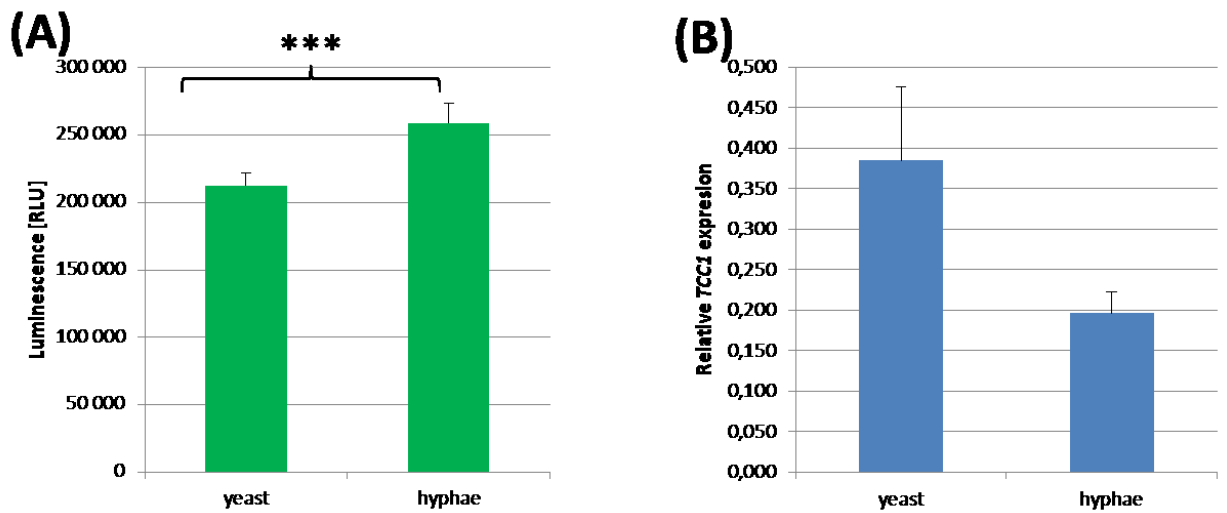 (A)
***
300 000
250 000
200 000
150 000
100 000
50 000
0
Luminescence [RLU]
yeast
hyphae
(B)
0,500
0,450
0,400
0,350
0,300
0,250
0,200
0,150
0,100
0,050
0,000
Relative TCC1 expresion
yeast
hyphae